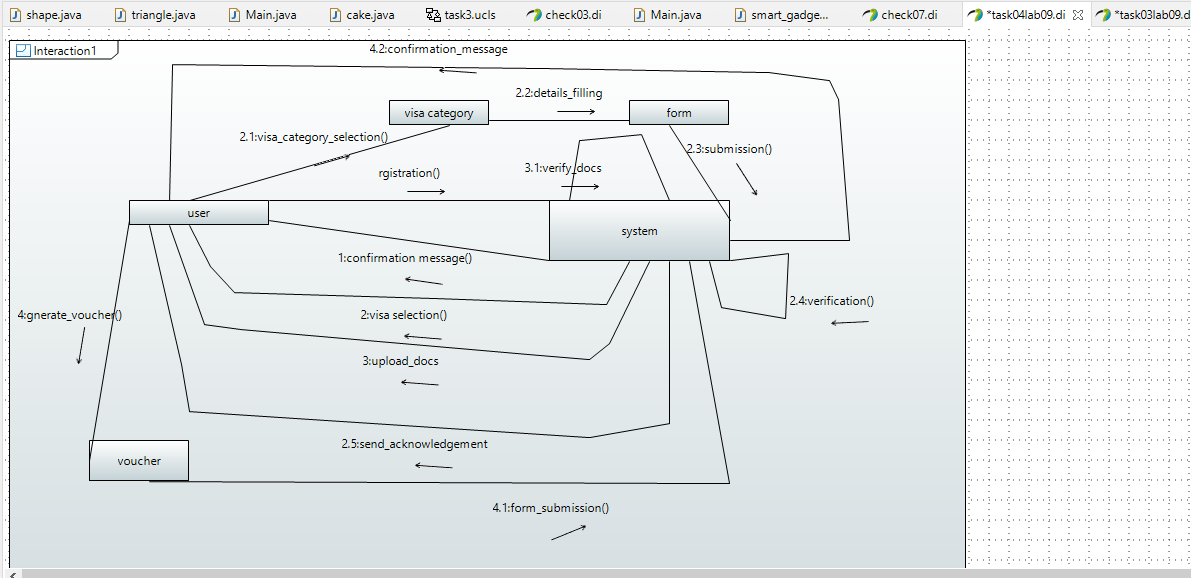 shape.java
triangle.java
Main.java
cake.java
task3.ucls
check03.di
Main.java
smart_gadge...
check07.di
*task04lab09.di
*task03lab09.d
Interaction1
4.2:confirmation_message
2.2:details_filling
visa category
form
2.1:visa_category_selection()
2.3:submission()
rgistration()
3.1:verify_docs
user
system
1:confirmation message()
2.4:verification()
4:gnerate_voucher()
2:visa selection()
3:upload_docs
2.5:send_acknowledgement
voucher
4.1:form_submission()